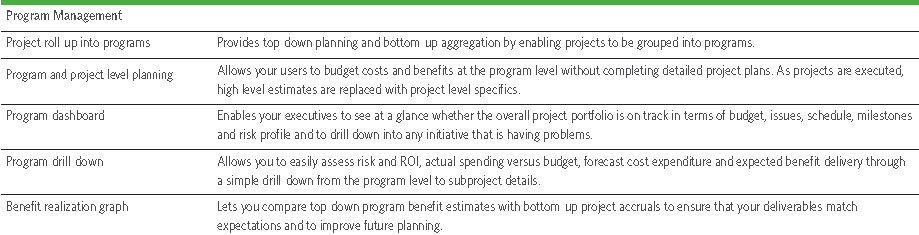 Program Management
Project roll up into programs
Provides top down planning and bottom up aggregation by enabling projects to be grouped into programs.
Program and project level planning
Allows your users to budget costs and benefits at the program level without completing detailed project plans. As projects are executed,
high level estimates are replaced with project level specifics.
Program dashboard
Enables your executives to see at a glance whether the overall project portfolio is on track in terms of budget, issues, schedule, milestones
and risk profile and to drill down into any initiative that is having problems.
Program drill down
Allows you to easily assess risk and ROI, actual spending versus budget, forecast cost expenditure and expected benefit delivery through
a simple drill down from the program level to subproject details.
Benefit realization graph
Lets you compare top down program benefit estimates with bottom up project accruals to ensure that your deliverables match
expectations and to improve future planning.